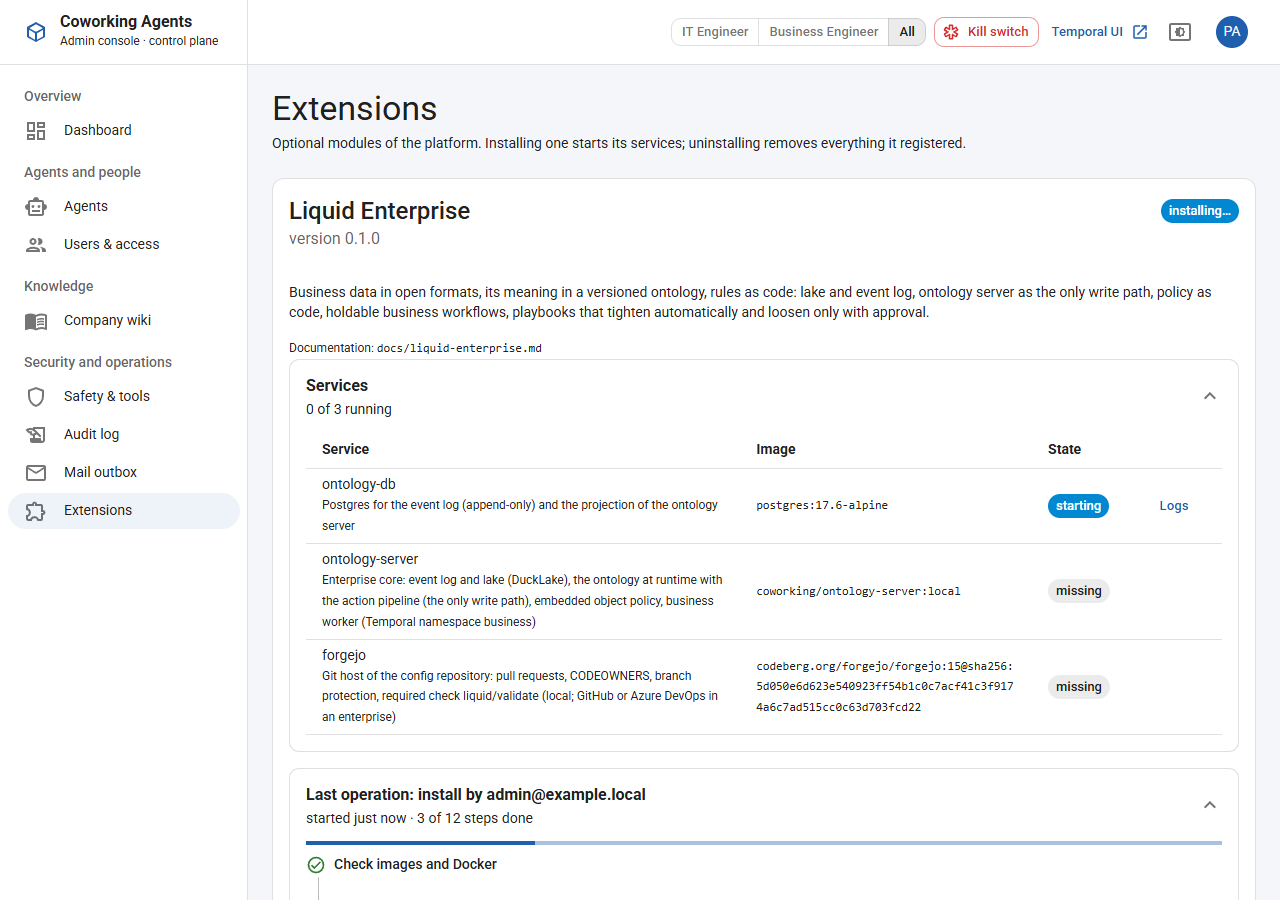 Coworking Agents
Admin console · control plane
IT Engineer
Business Engineer
All
Kill switch
Temporal UI
PA
Overview
Dashboard
Agents and people
Agents
Users & access
Knowledge
Company wiki
Security and operations
Safety & tools
Audit log
Mail outbox
Extensions
Extensions
Optional modules of the platform. Installing one starts its services; uninstalling removes everything it registered.
Liquid Enterprise
installing…
version 0.1.0
Business data in open formats, its meaning in a versioned ontology, rules as code: lake and event log, ontology server as the only write path, policy as
code, holdable business workflows, playbooks that tighten automatically and loosen only with approval.
Documentation: docs/liquid-enterprise.md
Services
0 of 3 running
Service Image State
ontology-db
Postgres for the event log (append-only) and the projection of the ontology
server
postgres:17.6-alpine
starting
Logs
ontology-server
Enterprise core: event log and lake (DuckLake), the ontology at runtime with
the action pipeline (the only write path), embedded object policy, business
worker (Temporal namespace business)
coworking/ontology-server:local
missing
forgejo
Git host of the config repository: pull requests, CODEOWNERS, branch
protection, required check liquid/validate (local; GitHub or Azure DevOps in
an enterprise)
codeberg.org/forgejo/forgejo:15@sha256:
5d050e6d623e540923ff54b1c0c7acf41c3f917
4a6c7ad515cc0c63d703fcd22
missing
Last operation: install by admin@example.local
started just now · 3 of 12 steps done
Check images and Docker